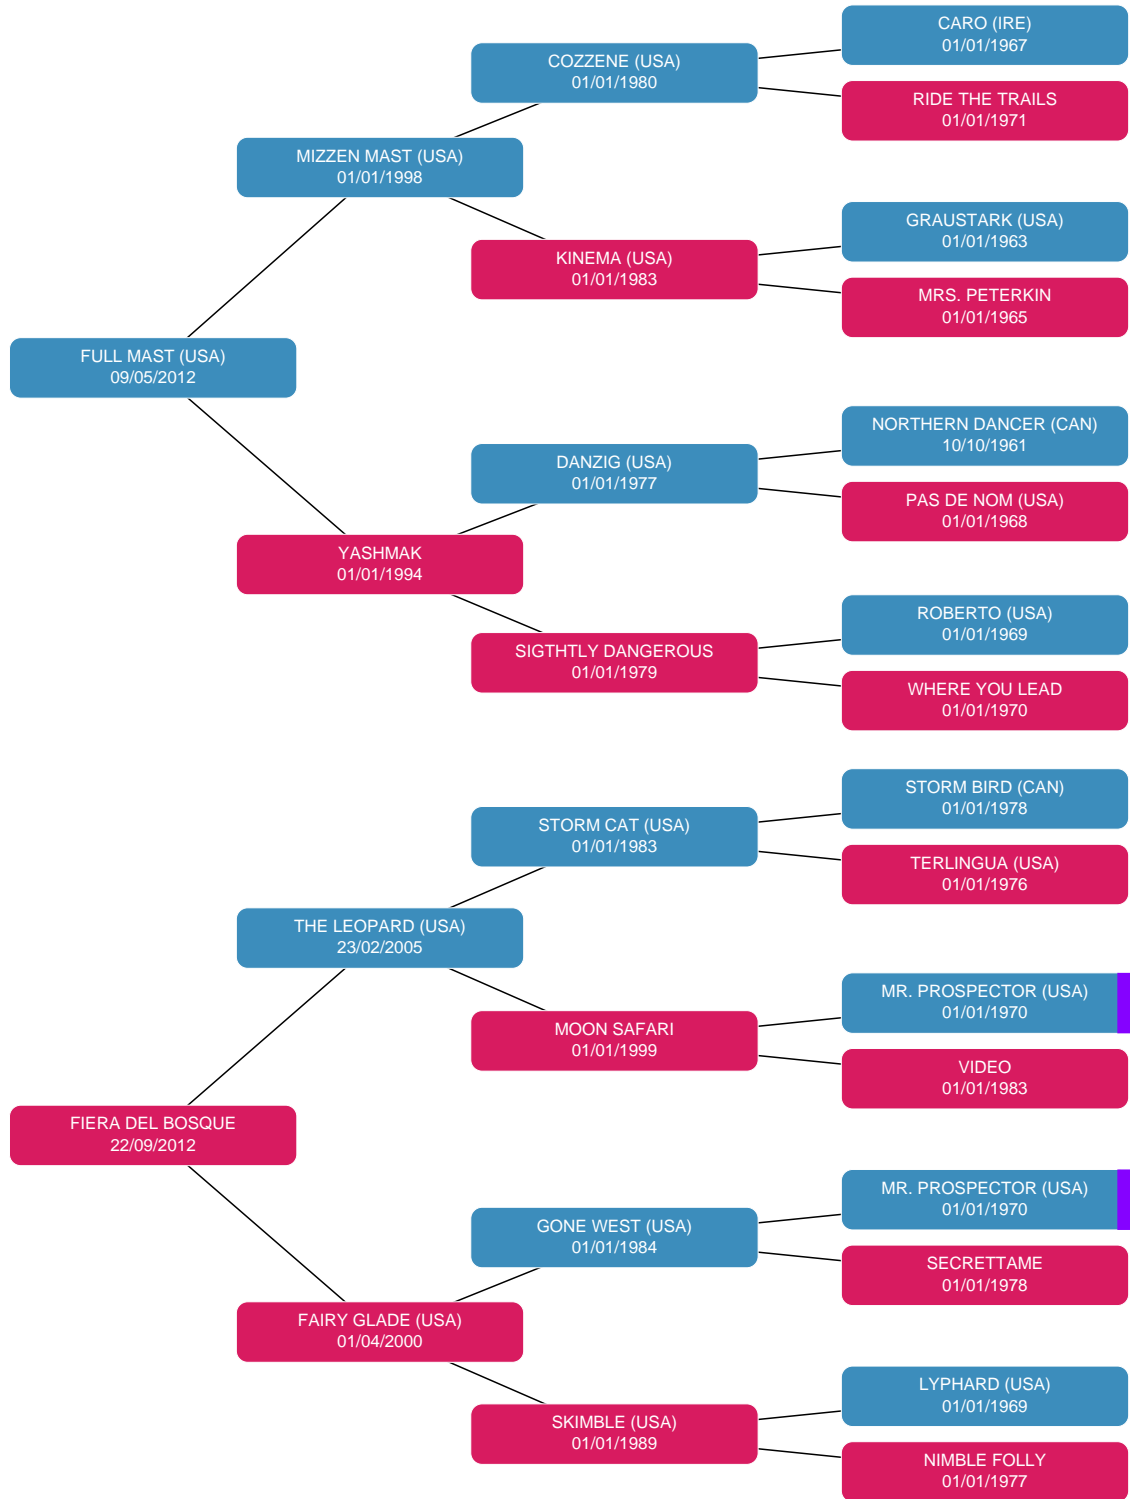 CARO (IRE)
01/01/1967
COZZENE (USA)
01/01/1980
RIDE THE TRAILS
01/01/1971
MIZZEN MAST (USA)
01/01/1998
GRAUSTARK (USA)
01/01/1963
KINEMA (USA)
01/01/1983
MRS. PETERKIN
01/01/1965
FULL MAST (USA)
09/05/2012
NORTHERN DANCER (CAN)
10/10/1961
DANZIG (USA)
01/01/1977
PAS DE NOM (USA)
01/01/1968
YASHMAK
01/01/1994
ROBERTO (USA)
01/01/1969
SIGTHTLY DANGEROUS
01/01/1979
WHERE YOU LEAD
01/01/1970
STORM BIRD (CAN)
01/01/1978
STORM CAT (USA)
01/01/1983
TERLINGUA (USA)
01/01/1976
THE LEOPARD (USA)
23/02/2005
MR. PROSPECTOR (USA)
01/01/1970
MOON SAFARI
01/01/1999
VIDEO
01/01/1983
FIERA DEL BOSQUE
22/09/2012
MR. PROSPECTOR (USA)
01/01/1970
GONE WEST (USA)
01/01/1984
SECRETTAME
01/01/1978
FAIRY GLADE (USA)
01/04/2000
LYPHARD (USA)
01/01/1969
SKIMBLE (USA)
01/01/1989
NIMBLE FOLLY
01/01/1977